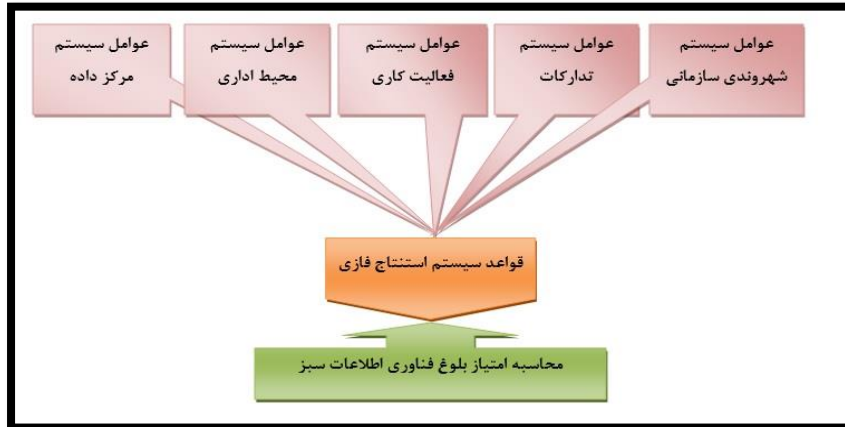 عوامل سیستم
شهروندی سازمانی
عوامل سیستم
تدارکات
عوامل سیستم
فعالیت کاری
عوامل سیستم
محیط اداری
عوامل سیستم
مرکز داده
قواعد سیستم استنتاج فازی
محاسبه امتیاز بلوغ فناوری اطلاعات سبز